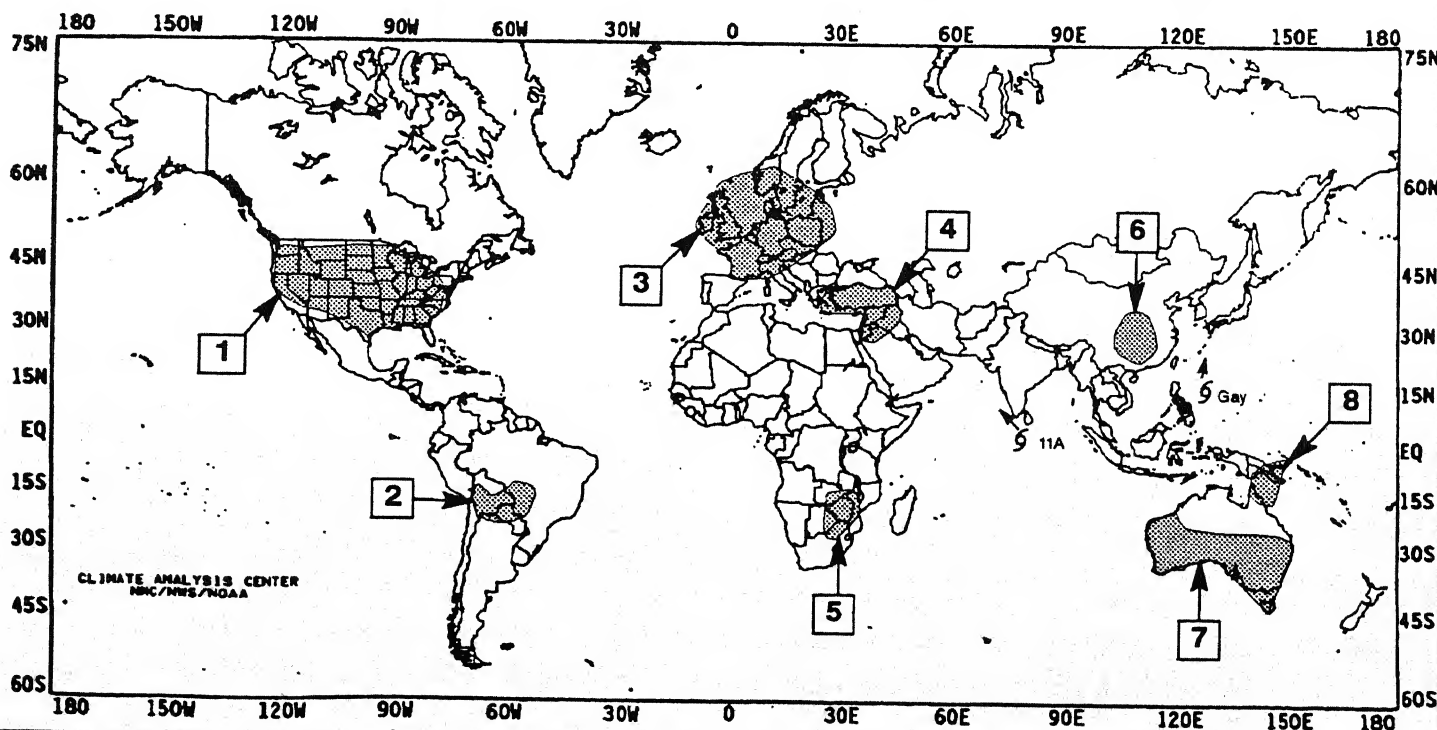 180 150W 120W 90W 60W 30W 0 30E 60E 90E 120E 150E 180
75N 75N
60N 60N
4
6
45N 45N
3
30N 30N
1
15N 15N
Gay
8
EQ 11A EQ
15S 2 15S
30S 30S
CLIMATE ANALYSIS CENTER
NMC/NWS/NOAA
45S 5 45S
7
60S 60S
180 150W 120W 90W 60W 30W 0 30E 60E 90E 120E 150E 180